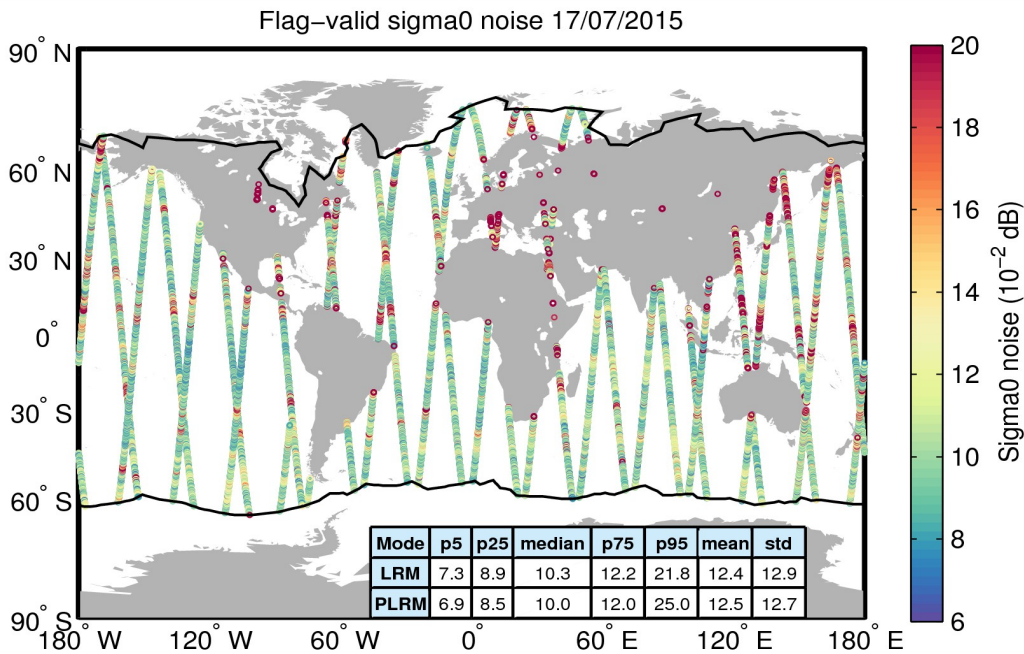 Flag−valid sigma0 noise 17/07/2015
90° N
60° N
30° N
0°
30° S
60° S
90° S
180° W
120° W
60° W
0°
60° E
120° E
180° E
Mode p5 p25 median p75 p95 mean std
LRM 7.3 8.9 10.3 12.2 21.8 12.4 12.9
PLRM 6.9 8.5 10.0 12.0 25.0 12.5 12.7
20
18
16
14
12
10
8
6
Sigma0 noise (10⁻² dB)